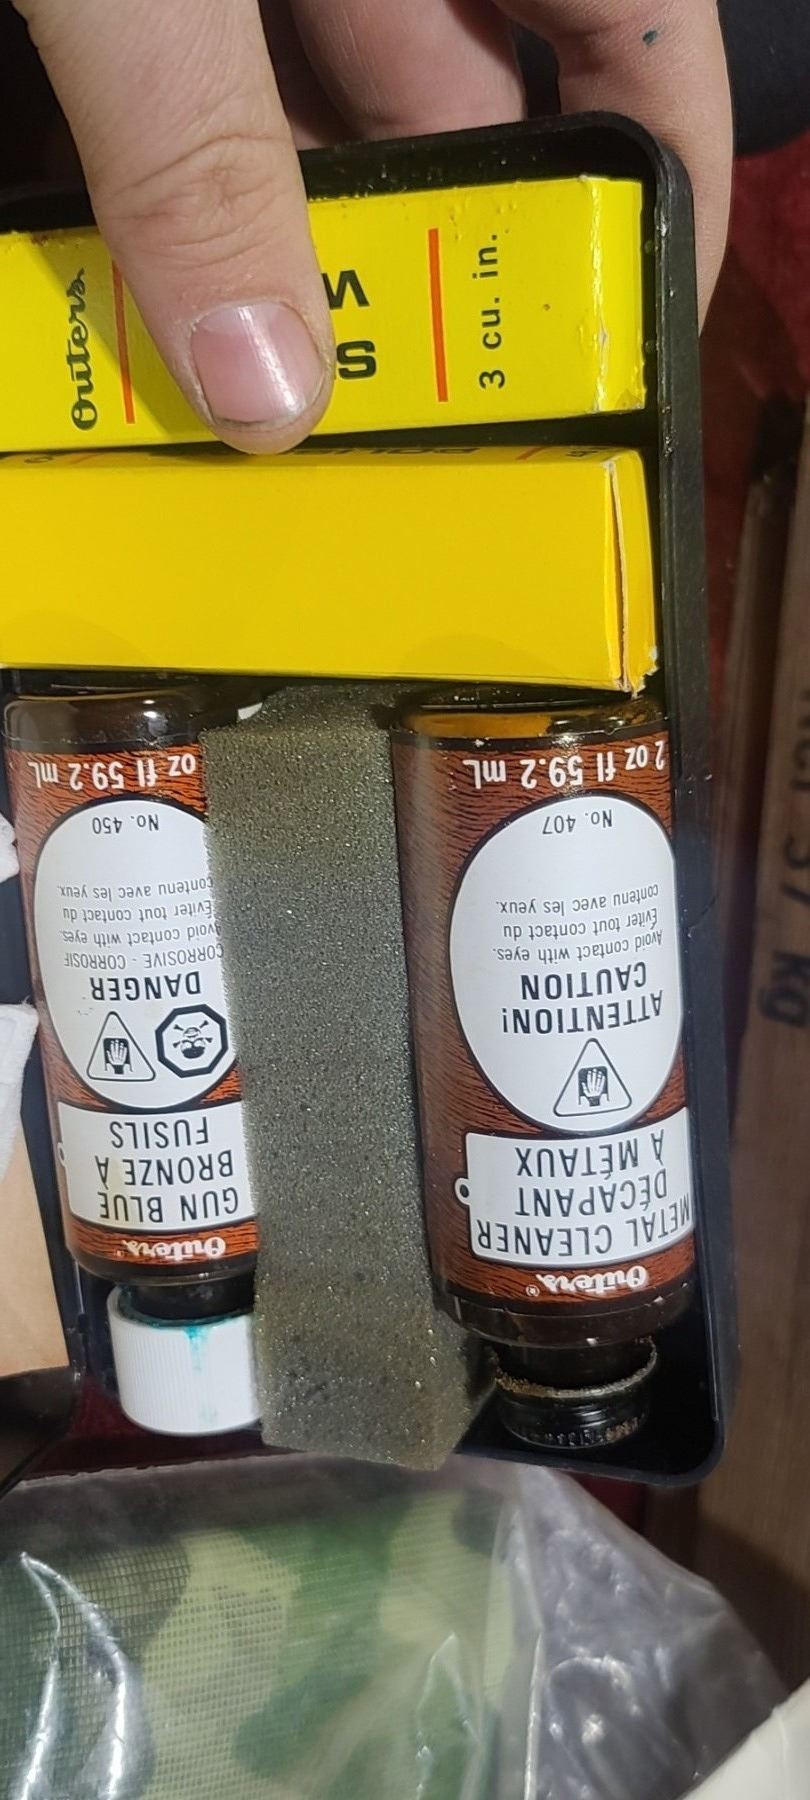 Outers
3 cu. in.
Outers
METAL CLEANER
DÉCAPANT
À MÉTAUX
ATTENTION!
CAUTION
Avoid contact with eyes.
Éviter tout contact du
contenu avec les yeux.
No. 407
2 oz fl 59.2 mL
Outers
GUN BLUE
BRONZE À
FUSILS
DANGER
CORROSIVE - CORROSIF
Avoid contact with eyes.
Éviter tout contact du
contenu avec les yeux.
No. 450
oz fl 59.2 mL
37 kg